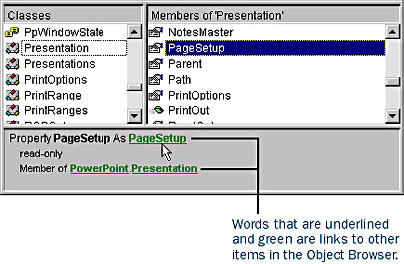 Classes
PpWindowState
Presentation
Presentations
PrintOptions
PrintRange
PrintRanges
Members of 'Presentation'
NotesMaster
PageSetup
Parent
Path
PrintOptions
PrintOut
Property PageSetup As PageSetup
read-only
Member of PowerPoint.Presentation
Words that are underlined
and green are links to other
items in the Object Browser.